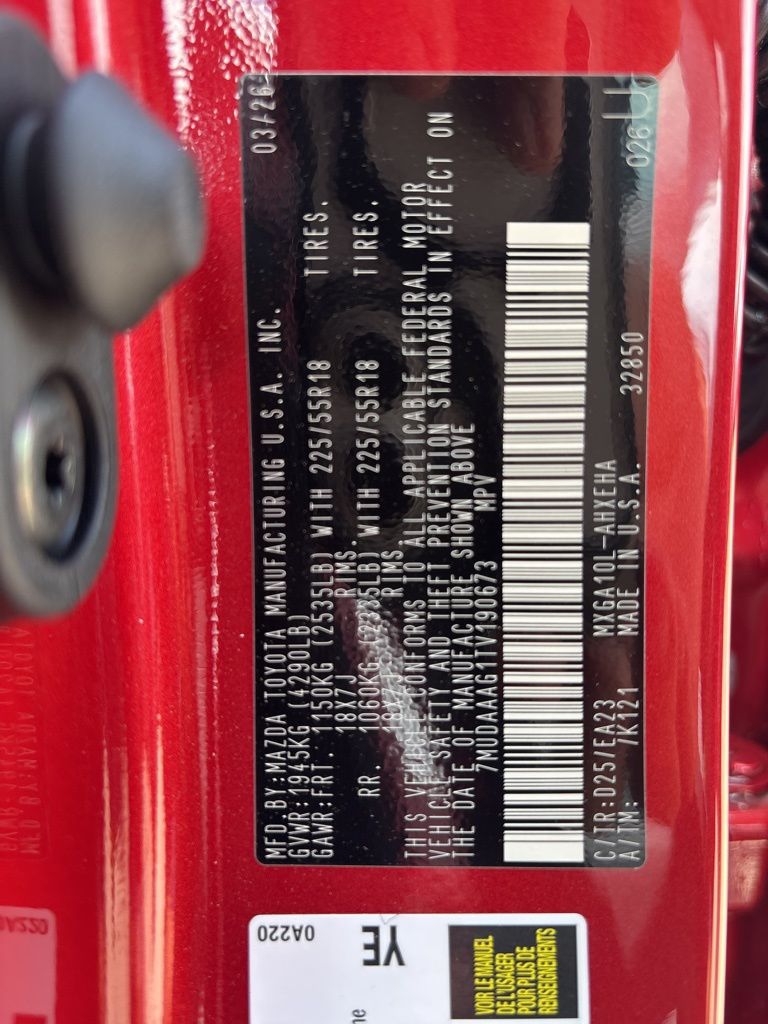 MFD.BY:MAZDA TOYOTA MANUFACTURING U.S.A. INC. 03/26
GVWR:1945KG (4290LB)
GAWR:FRT. 1150KG (2535LB) WITH 225/55R18 TIRES.
18X7J RIMS.
RR. 1060KG (2335LB) WITH 225/55R18 TIRES.
18X7J RIMS
THIS VEHICLE CONFORMS TO ALL APPLICABLE FEDERAL MOTOR
VEHICLE SAFETY AND THEFT PREVENTION STANDARDS IN EFFECT ON
THE DATE OF MANUFACTURE SHOWN ABOVE
7MUDAAAG1TV190673 MPV
C/TR:D257EA23 MXGA10L-AHXEHA 026
A/TM: /K121 MADE IN U.S.A. 32850
0A220
YE
VOIR LE MANUEL
DE L'USAGER
POUR PLUS DE
RENSEIGNEMENTS